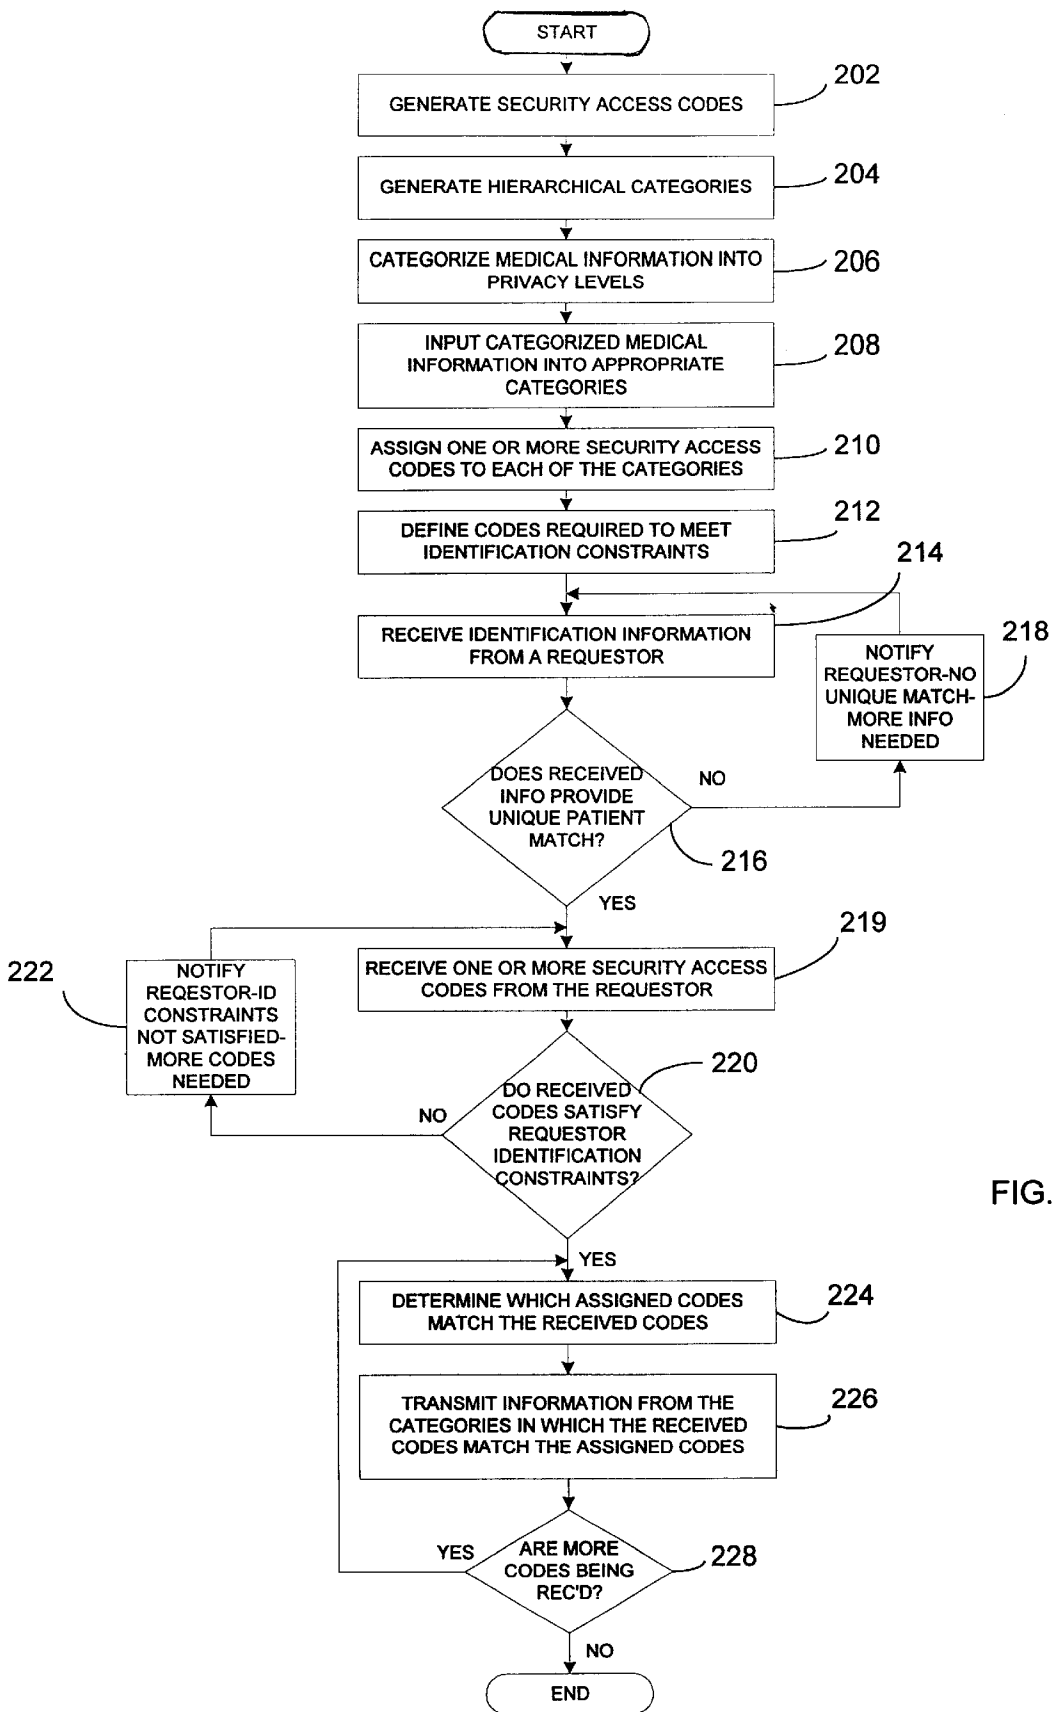 START
GENERATE SECURITY ACCESS CODES
202
GENERATE HIERARCHICAL CATEGORIES
204
CATEGORIZE MEDICAL INFORMATION INTO
PRIVACY LEVELS
206
INPUT CATEGORIZED MEDICAL
INFORMATION INTO APPROPRIATE
CATEGORIES
208
ASSIGN ONE OR MORE SECURITY ACCESS
CODES TO EACH OF THE CATEGORIES
210
DEFINE CODES REQUIRED TO MEET
IDENTIFICATION CONSTRAINTS
212
214
RECEIVE IDENTIFICATION INFORMATION
FROM A REQUESTOR
218
NOTIFY
REQUESTOR-NO
UNIQUE MATCH-
MORE INFO
NEEDED
DOES RECEIVED
INFO PROVIDE
UNIQUE PATIENT
MATCH?
NO
216
YES
219
RECEIVE ONE OR MORE SECURITY ACCESS
CODES FROM THE REQUESTOR
222
NOTIFY
REQESTOR-ID
CONSTRAINTS
NOT SATISFIED-
MORE CODES
NEEDED
220
DO RECEIVED
CODES SATISFY
REQUESTOR
IDENTIFICATION
CONSTRAINTS?
NO
FIG.
YES
DETERMINE WHICH ASSIGNED CODES
MATCH THE RECEIVED CODES
224
TRANSMIT INFORMATION FROM THE
CATEGORIES IN WHICH THE RECEIVED
CODES MATCH THE ASSIGNED CODES
226
YES
ARE MORE
CODES BEING
REC'D?
228
NO
END